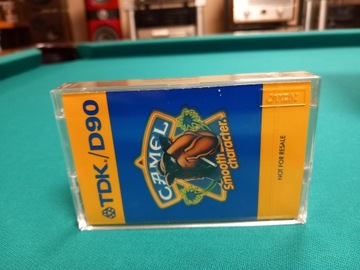 TDK./D90
CAMEL
Smooth
character.
NOT FOR RESALE